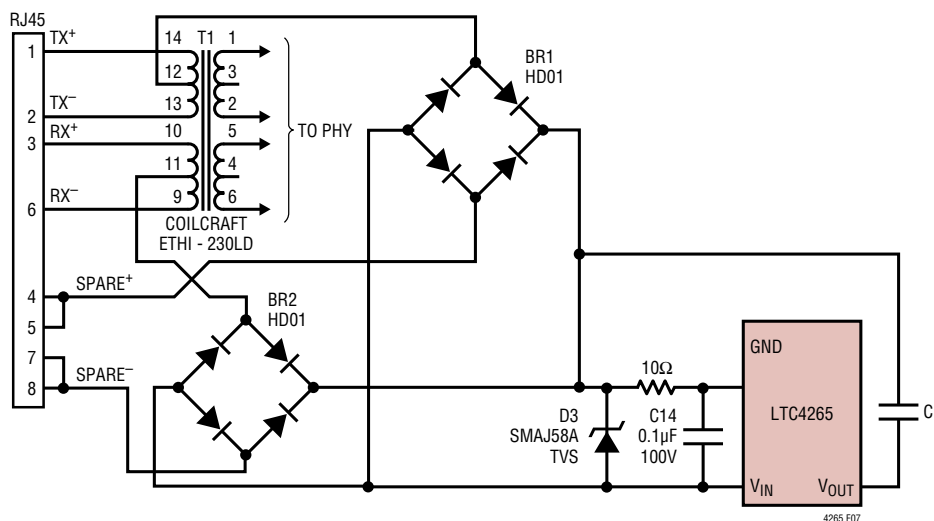 RJ45
1
TX+
2
TX−
3
RX+
6
RX−
4
SPARE+
5
7
8
SPARE−
14
T1
1
12
3
13
2
10
5
11
4
9
6
COILCRAFT
ETHI - 230LD
TO PHY
BR1
HD01
BR2
HD01
10Ω
D3
SMAJ58A
TVS
C14
0.1µF
100V
GND
LTC4265
VIN
VOUT
C
4265 F07